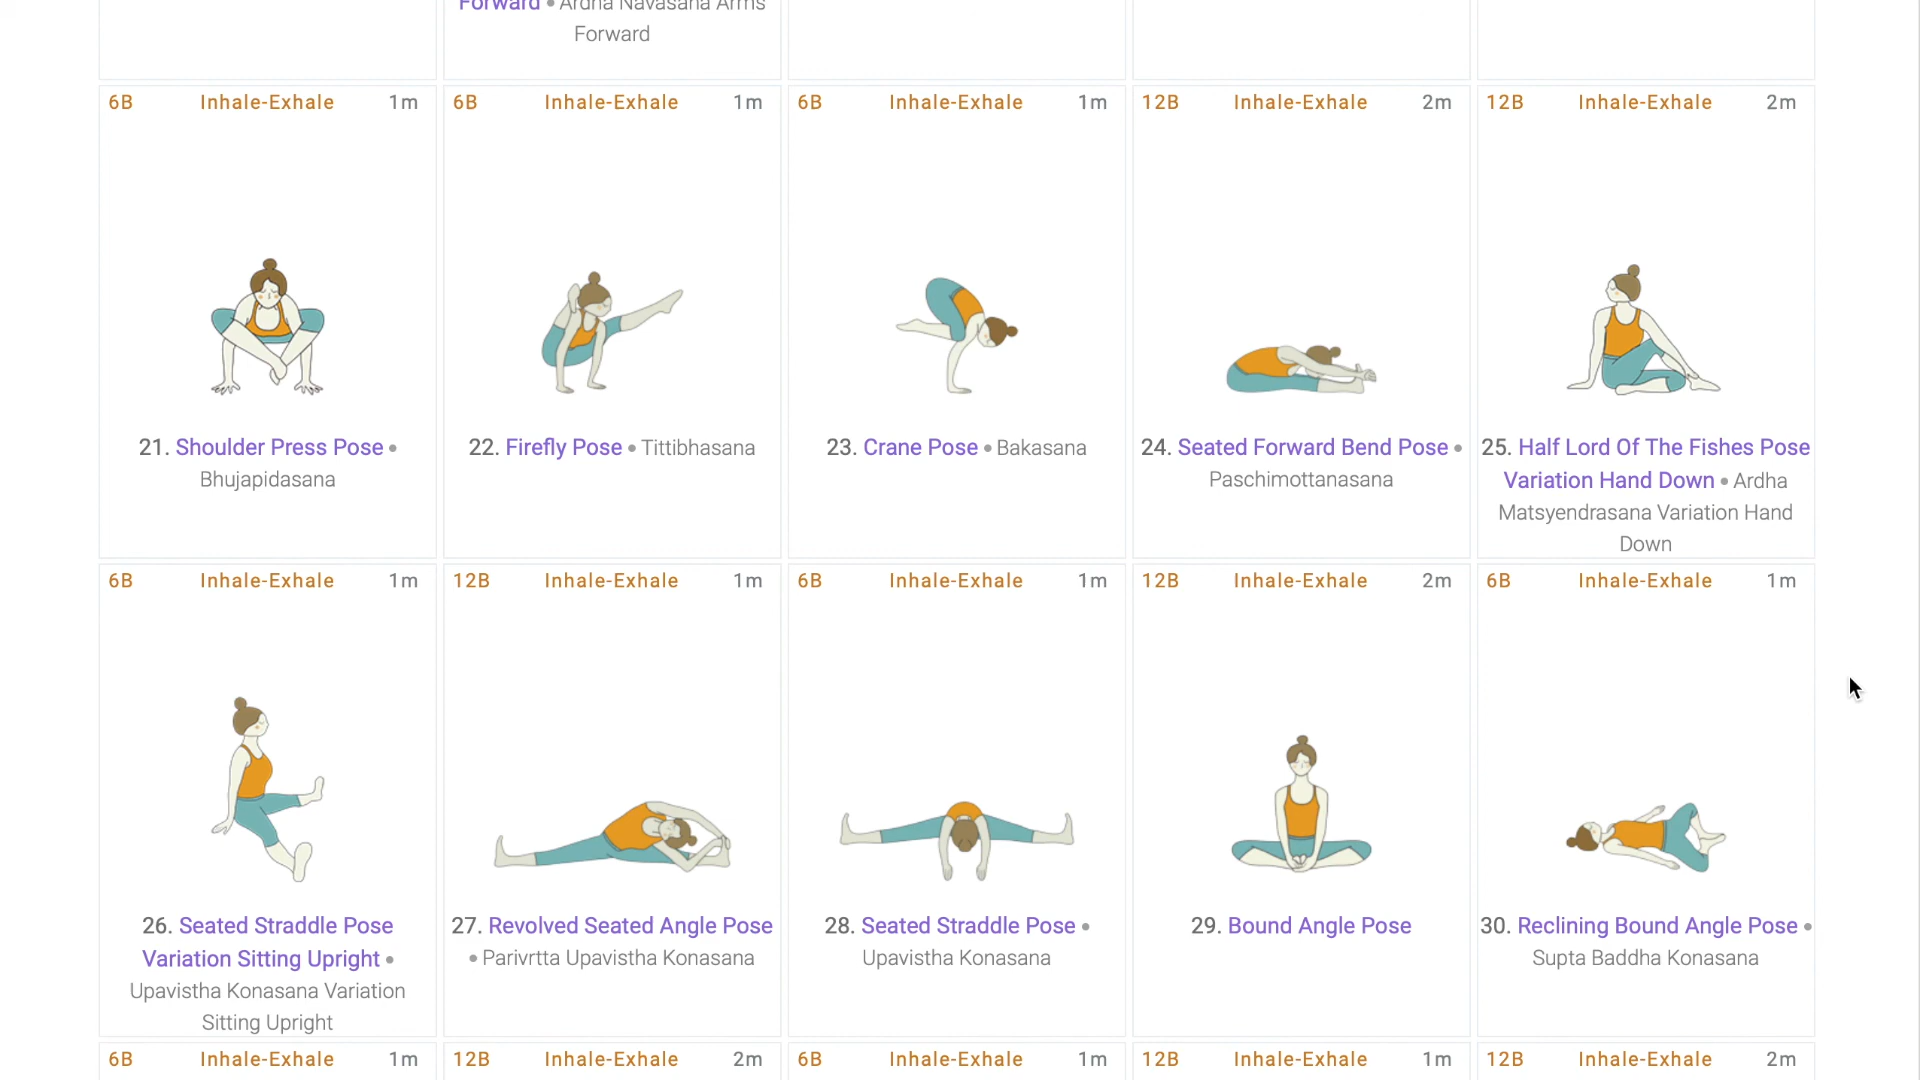 Forward • Ardha Navasana Arms
Forward
6B Inhale-Exhale 1m
21. Shoulder Press Pose •
Bhujapidasana
6B Inhale-Exhale 1m
22. Firefly Pose • Tittibhasana
6B Inhale-Exhale 1m
23. Crane Pose • Bakasana
12B Inhale-Exhale 2m
24. Seated Forward Bend Pose •
Paschimottanasana
12B Inhale-Exhale 2m
25. Half Lord Of The Fishes Pose
Variation Hand Down • Ardha
Matsyendrasana Variation Hand
Down
6B Inhale-Exhale 1m
26. Seated Straddle Pose
Variation Sitting Upright •
Upavistha Konasana Variation
Sitting Upright
12B Inhale-Exhale 1m
27. Revolved Seated Angle Pose
• Parivrtta Upavistha Konasana
6B Inhale-Exhale 1m
28. Seated Straddle Pose •
Upavistha Konasana
12B Inhale-Exhale 2m
29. Bound Angle Pose
6B Inhale-Exhale 1m
30. Reclining Bound Angle Pose •
Supta Baddha Konasana
6B Inhale-Exhale 1m
12B Inhale-Exhale 2m
6B Inhale-Exhale 1m
12B Inhale-Exhale 1m
12B Inhale-Exhale 2m